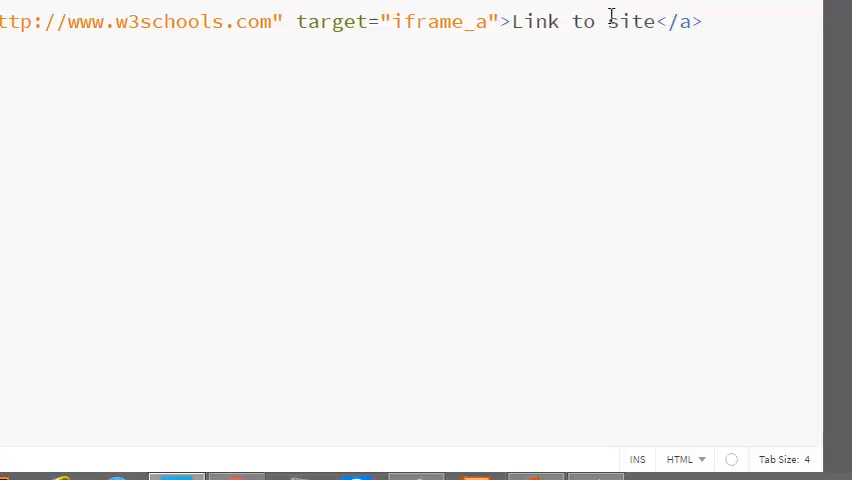 ttp://www.w3schools.com" target="iframe_a">Link to site</a>
INS HTML Tab Size: 4